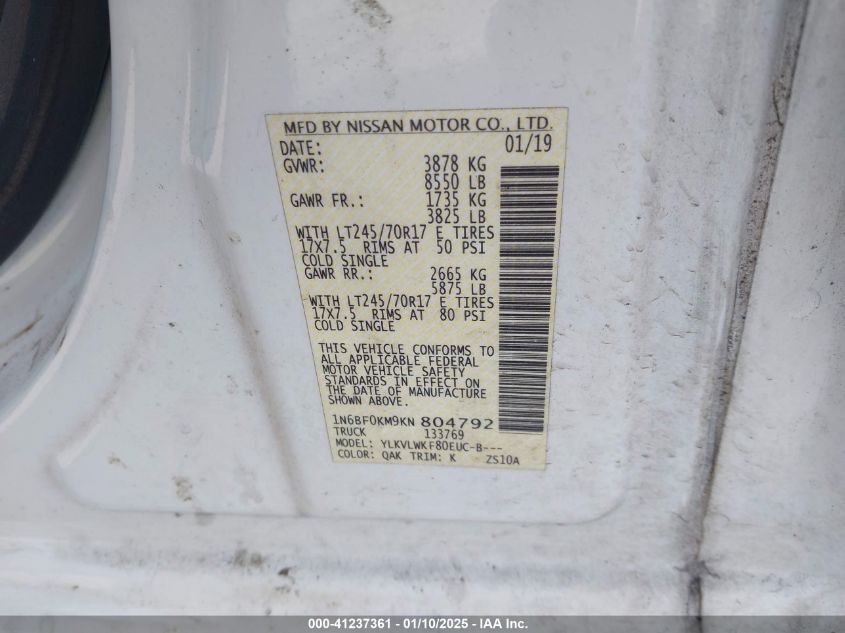 MFD BY NISSAN MOTOR CO., LTD.
DATE: 01/19
GVWR: 3878 KG
8550 LB
GAWR FR.: 1735 KG
3825 LB
WITH LT245/70R17 E TIRES
17X7.5 RIMS AT 50 PSI
COLD SINGLE
GAWR RR.: 2665 KG
5875 LB
WITH LT245/70R17 E TIRES
17X7.5 RIMS AT 80 PSI
COLD SINGLE
THIS VEHICLE CONFORMS TO
ALL APPLICABLE FEDERAL
MOTOR VEHICLE SAFETY
STANDARDS IN EFFECT ON
THE DATE OF MANUFACTURE
SHOWN ABOVE.
1N6BF0KM9KN 804792
TRUCK 133769
MODEL: YLKVLWKF80EUC-B---
COLOR: QAK TRIM: K ZS10A
000-41237361 - 01/10/2025 - IAA Inc.